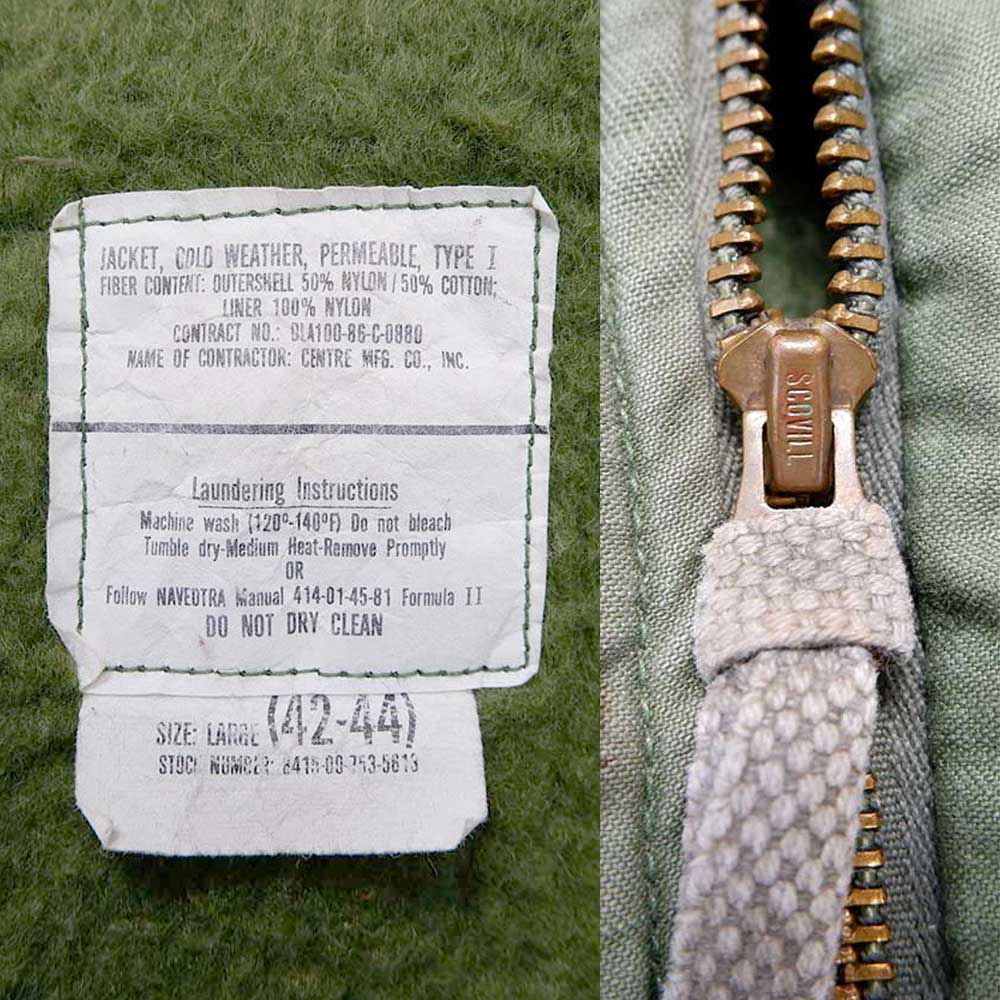 JACKET, COLD WEATHER, PERMEABLE, TYPE I
FIBER CONTENT: OUTERSHELL 50% NYLON / 50% COTTON;
LINER 100% NYLON
CONTRACT NO.: DLA100-86-C-0880
NAME OF CONTRACTOR: CENTRE MFG. CO., INC.
Laundering Instructions
Machine wash (120°-140°F) Do not bleach
Tumble dry-Medium Heat-Remove Promptly
OR
Follow NAVEDTRA Manual 414-01-45-81 Formula II
DO NOT DRY CLEAN
SIZE: LARGE (42-44)
STOCK NUMBER:
SCOVILL